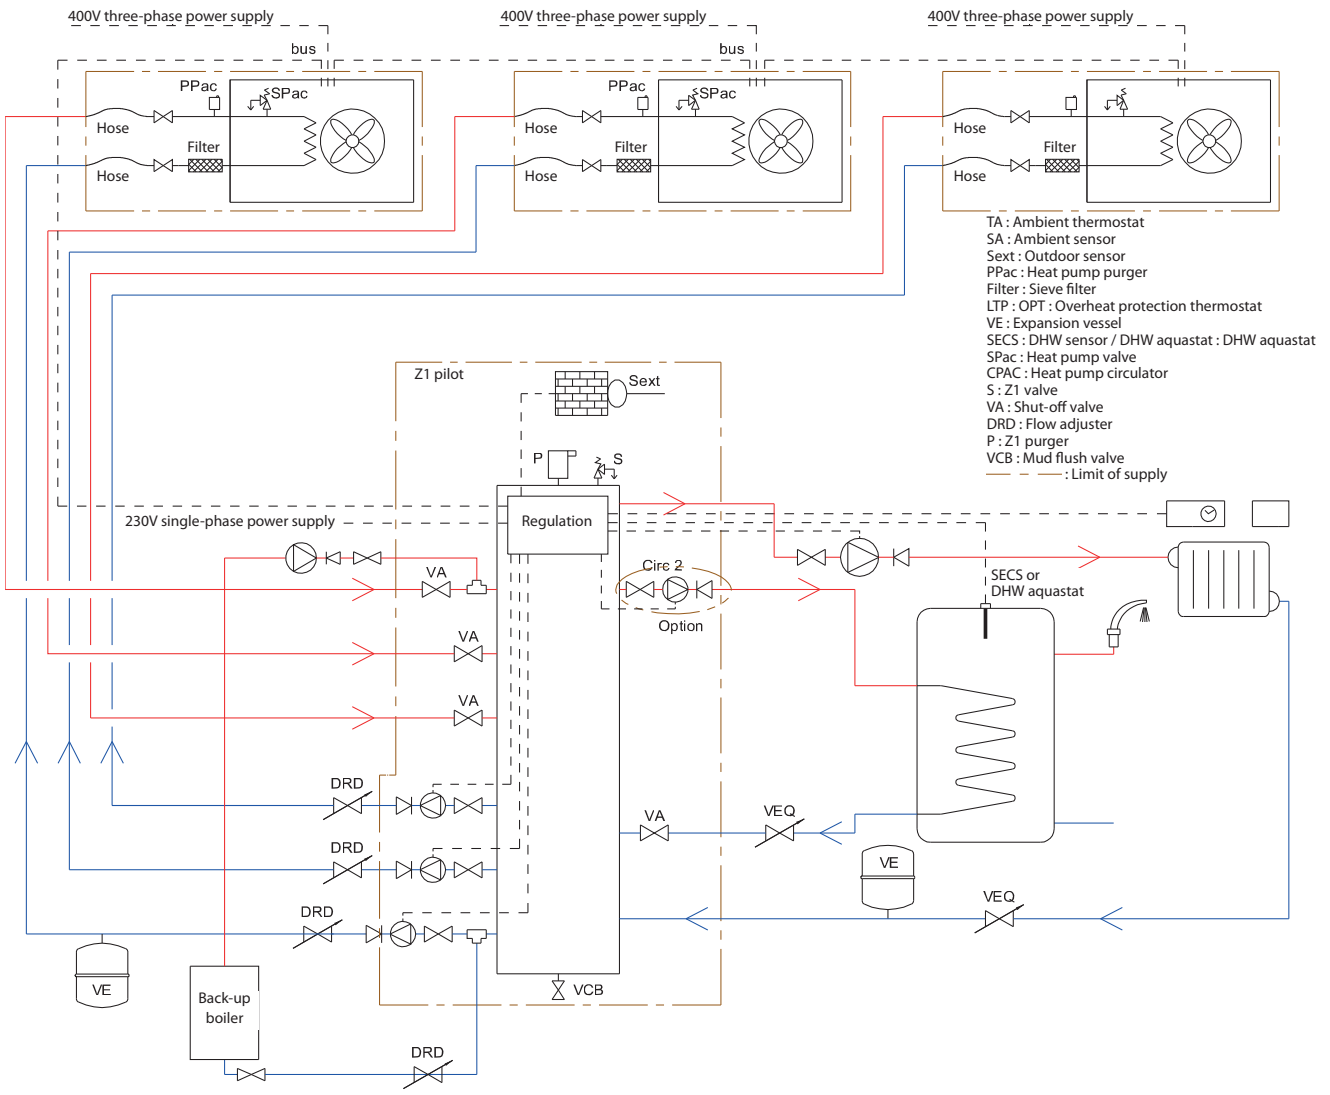 400V three-phase power supply
400V three-phase power supply
400V three-phase power supply
bus
bus
PPac
SPac
PPac
SPac
Hose
Hose
Hose
Filter
Filter
Filter
Hose
Hose
Hose
TA : Ambient thermostat
SA : Ambient sensor
Sext : Outdoor sensor
PPac : Heat pump purger
Filter : Sieve filter
LTP : OPT : Overheat protection thermostat
VE : Expansion vessel
SECS : DHW sensor / DHW aquastat : DHW aquastat
SPac : Heat pump valve
CPAC : Heat pump circulator
S : Z1 valve
VA : Shut-off valve
DRD : Flow adjuster
P : Z1 purger
VCB : Mud flush valve
: Limit of supply
Z1 pilot
Sext
P
S
Regulation
230V single-phase power supply
VA
Circ 2
SECS or
DHW aquastat
Option
VA
VA
DRD
VA
VEQ
DRD
VE
VEQ
DRD
VE
VCB
Back-up
boiler
DRD